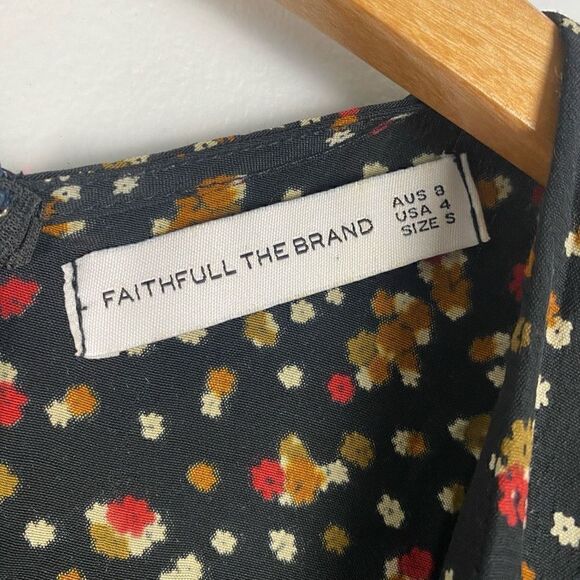 FAITHFULL THE BRAND
AUS 8
USA 4
SIZE S